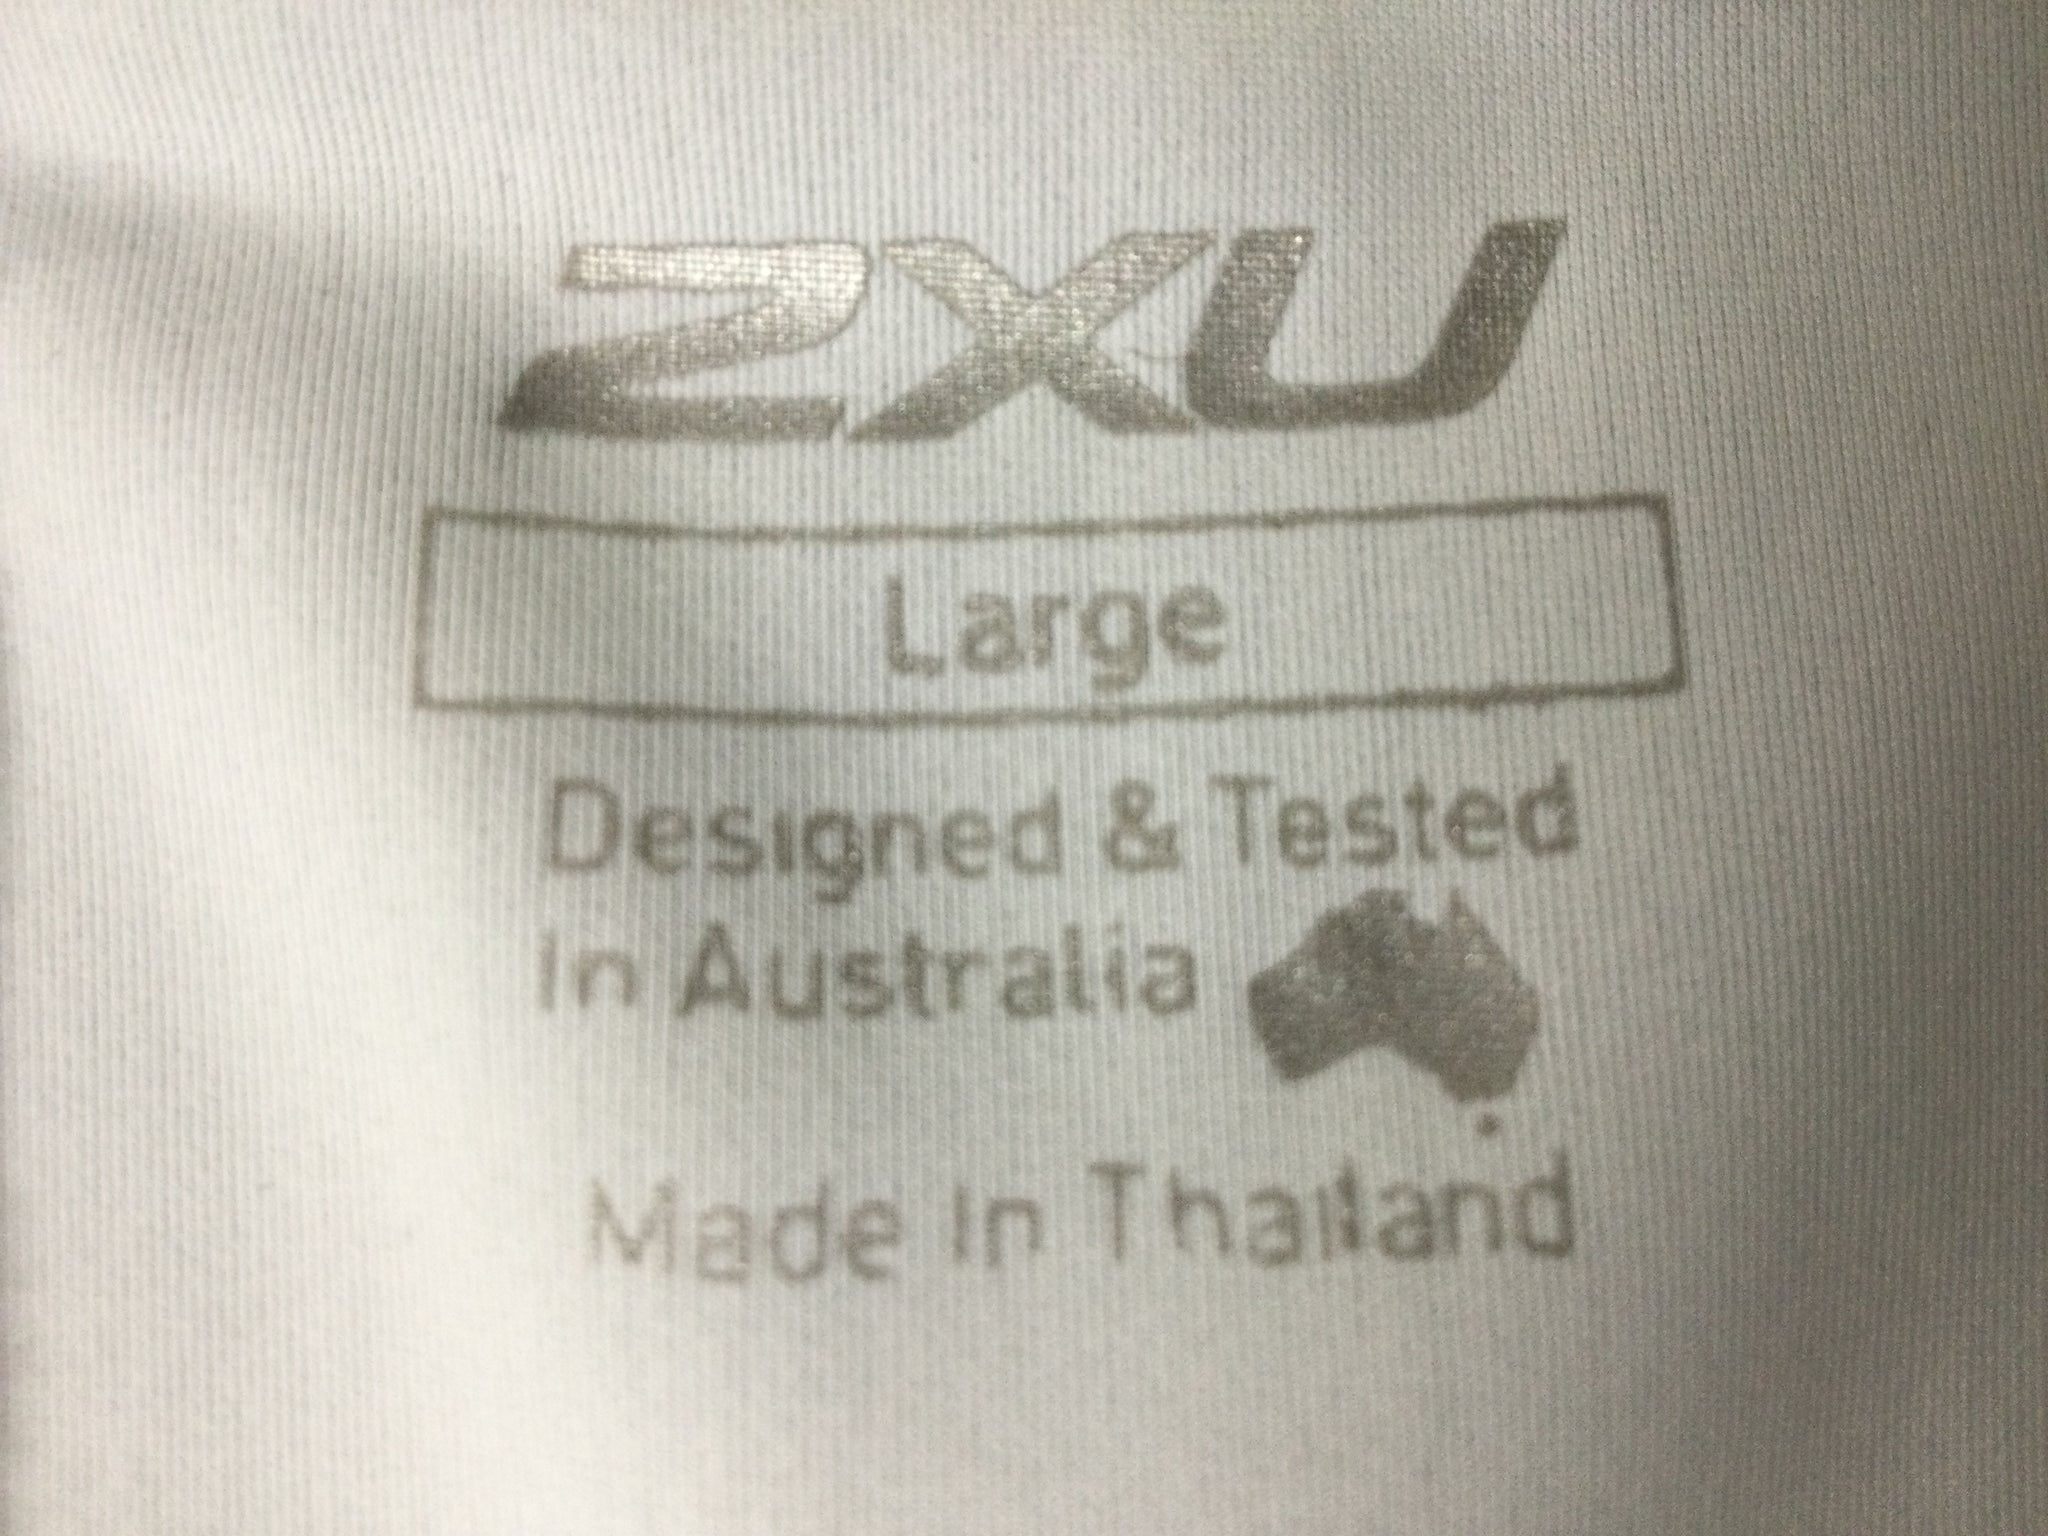 2XU
Large
Designed & Tested
In Australia
Made In Thailand